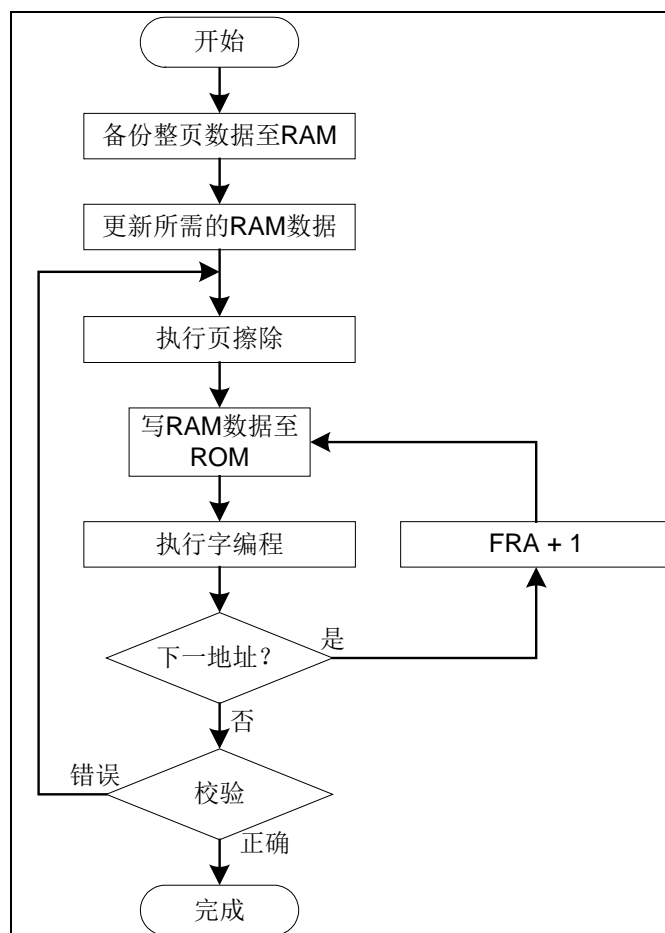 开始
备份整页数据至RAM
更新所需的RAM数据
执行页擦除
写RAM数据至
ROM
执行字编程
FRA + 1
下一地址？
是
否
错误
校验
正确
完成